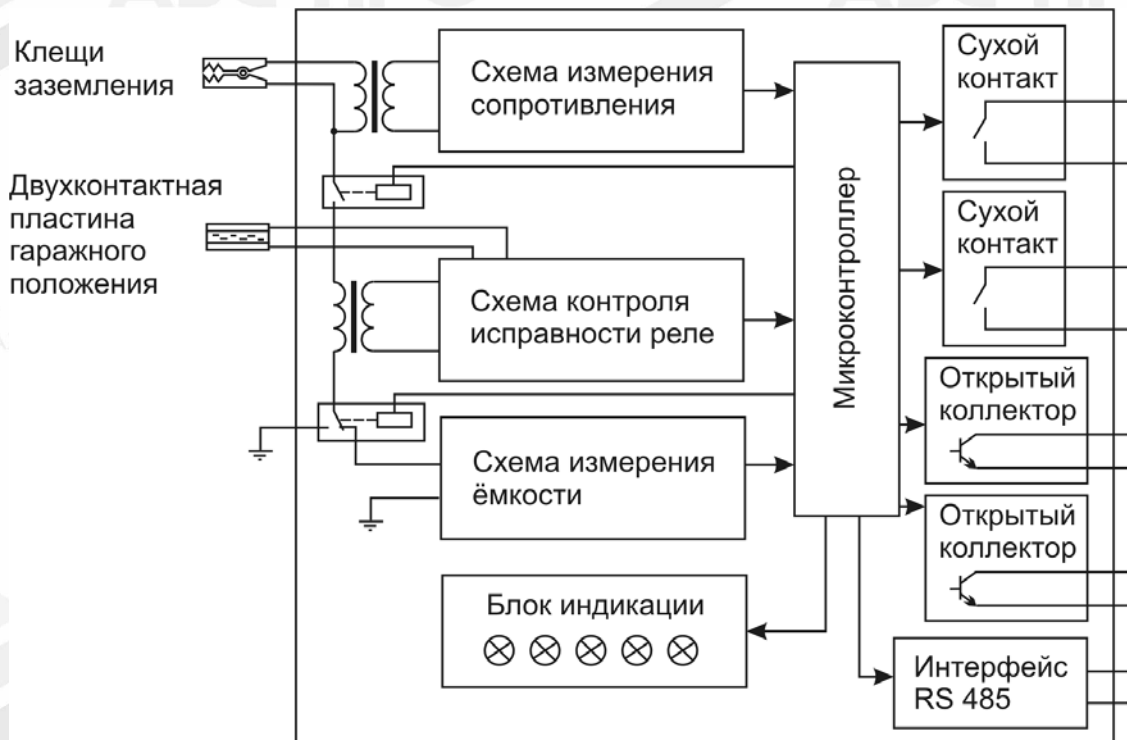 Клещи
заземления
Двухконтактная
пластина
гаражного
положения
Схема измерения
сопротивления
Схема контроля
исправности реле
Схема измерения
ёмкости
Блок индикации
Микроконтроллер
Сухой
контакт
Сухой
контакт
Открытый
коллектор
Открытый
коллектор
Интерфейс
RS 485